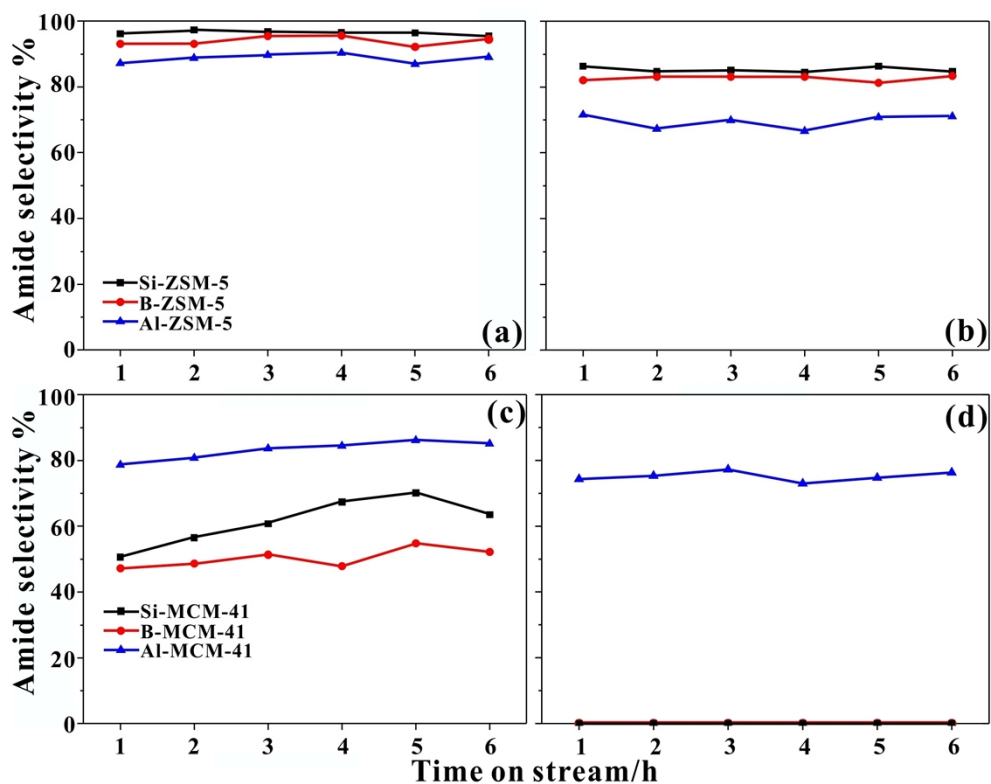 Amide selectivity %
100
80
60
40
20
0
Si-ZSM-5
B-ZSM-5
Al-ZSM-5
(a)
1 2 3 4 5 6
(b)
1 2 3 4 5 6
Amide selectivity %
100
80
60
40
20
0
Si-MCM-41
B-MCM-41
Al-MCM-41
(c)
1 2 3 4 5 6
(d)
1 2 3 4 5 6
Time on stream/h